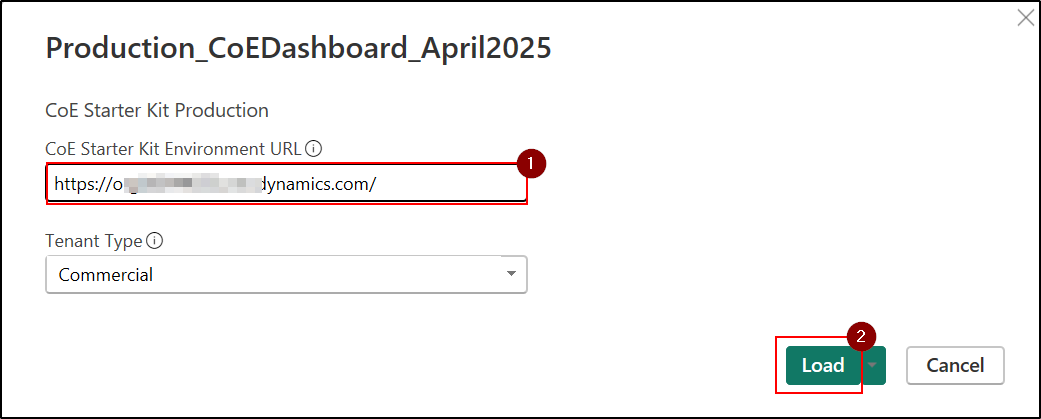 Production_CoEDashboard_April2025
CoE Starter Kit Production
CoE Starter Kit Environment URL
1
https://o dynamics.com/
Tenant Type
Commercial
2
Load
Cancel